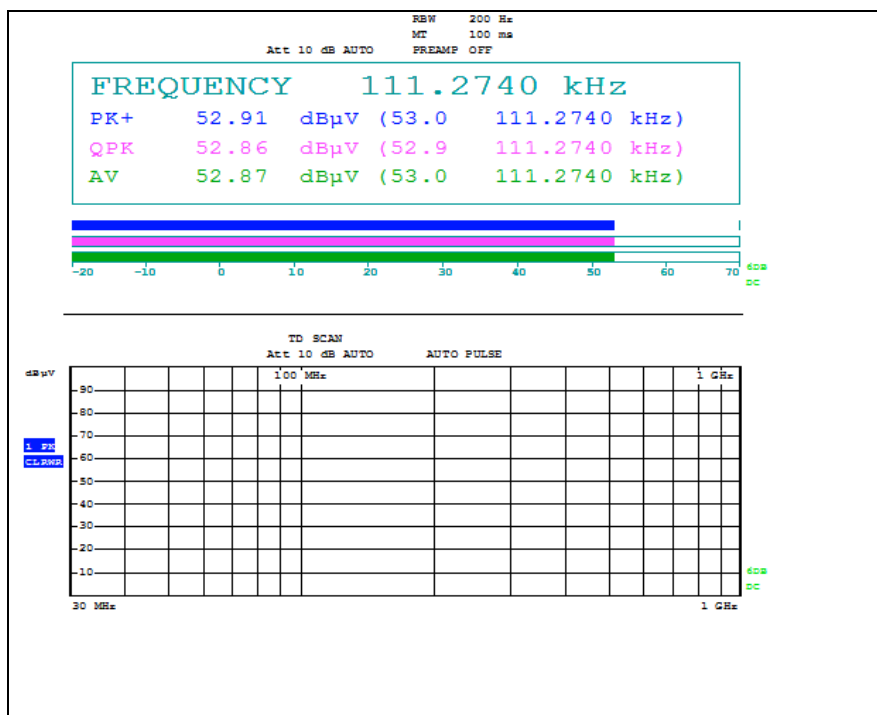 RBW 200 Hz
MT 100 ms
Att 10 dB AUTO PREAMP OFF
FREQUENCY 111.2740 kHz
PK+ 52.91 dBµV (53.0 111.2740 kHz)
QPK 52.86 dBµV (52.9 111.2740 kHz)
AV 52.87 dBµV (53.0 111.2740 kHz)
-20 -10 0 10 20 30 40 50 60 70
6DB
DC
TD SCAN
Att 10 dB AUTO AUTO PULSE
dBµV
100 MHz 1 GHz
90
80
70
1 PK
CLRWR
60
50
40
30
20
10
6DB
DC
30 MHz 1 GHz